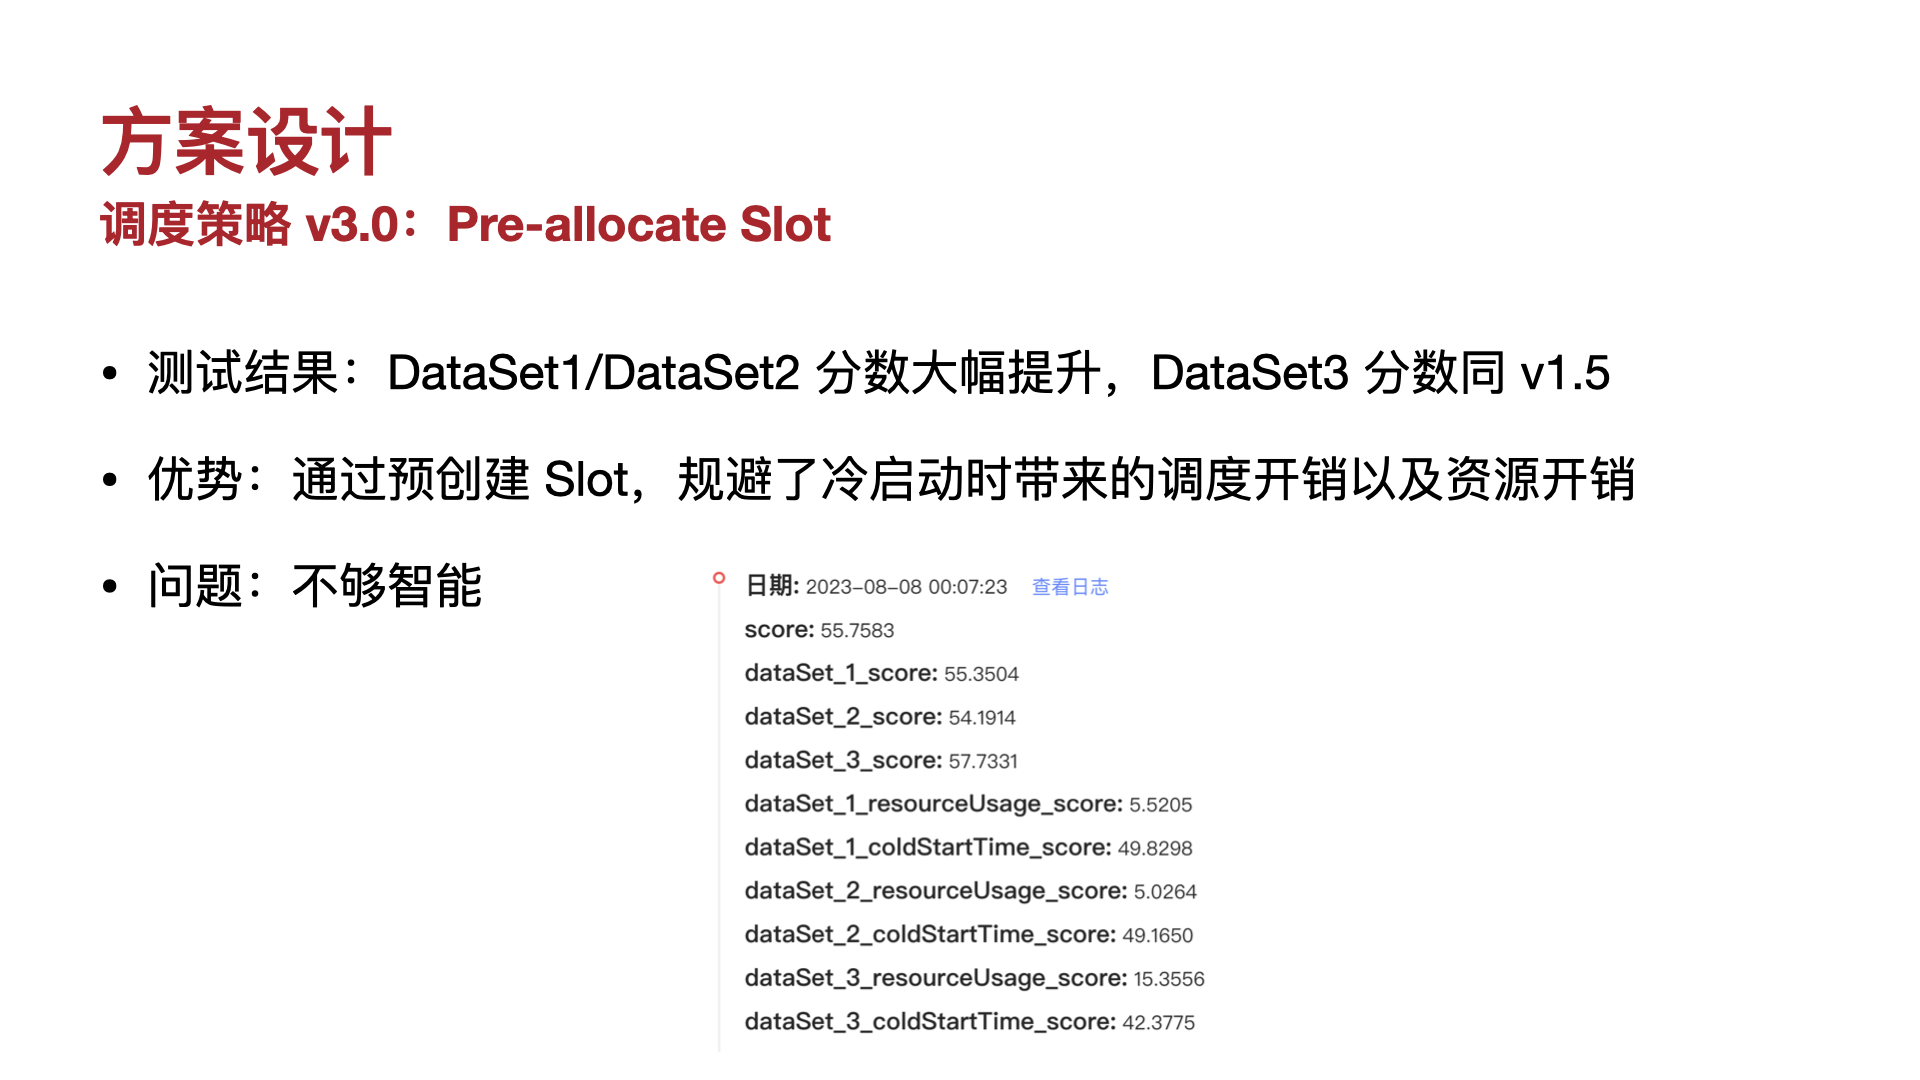 方案设计
调度策略 v3.0：Pre-allocate Slot
• 测试结果：DataSet1/DataSet2 分数大幅提升，DataSet3 分数同 v1.5
• 优势：通过预创建 Slot，规避了冷启动时带来的调度开销以及资源开销
• 问题：不够智能
日期: 2023-08-08 00:07:23 查看日志
score: 55.7583
dataSet_1_score: 55.3504
dataSet_2_score: 54.1914
dataSet_3_score: 57.7331
dataSet_1_resourceUsage_score: 5.5205
dataSet_1_coldStartTime_score: 49.8298
dataSet_2_resourceUsage_score: 5.0264
dataSet_2_coldStartTime_score: 49.1650
dataSet_3_resourceUsage_score: 15.3556
dataSet_3_coldStartTime_score: 42.3775